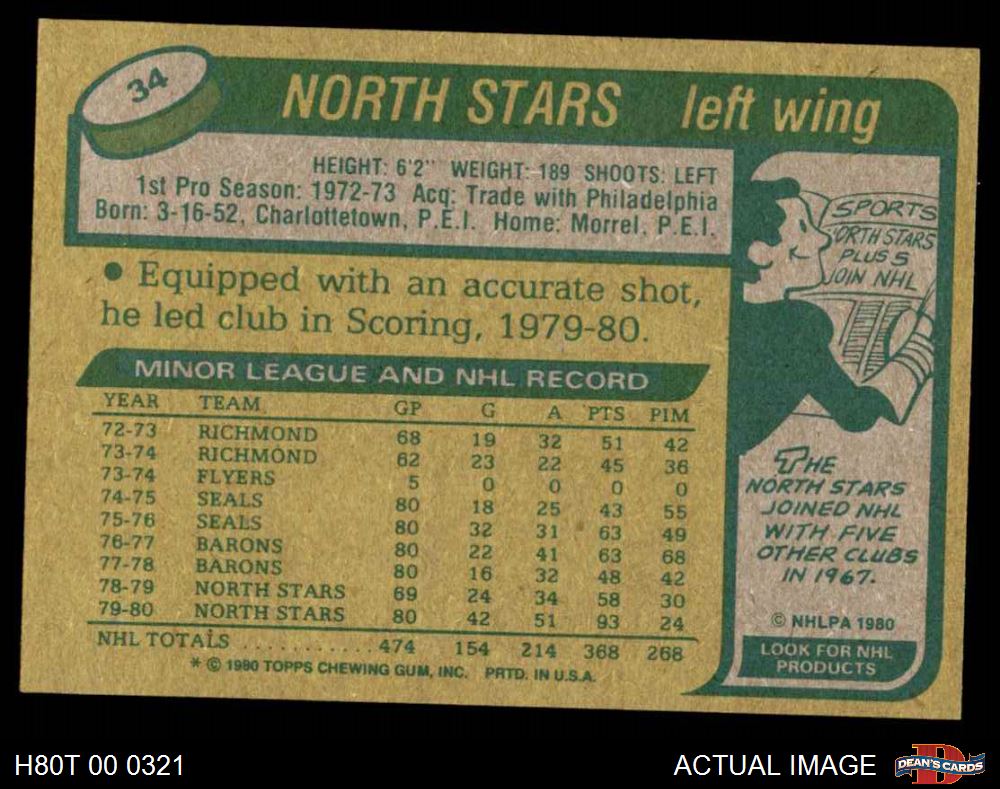 34
NORTH STARS left wing
HEIGHT: 6'2" WEIGHT: 189 SHOOTS: LEFT
1st Pro Season: 1972-73 Acq: Trade with Philadelphia
Born: 3-16-52, Charlottetown, P.E.I. Home: Morrel, P.E.I.
• Equipped with an accurate shot,
he led club in Scoring, 1979-80.
MINOR LEAGUE AND NHL RECORD
YEAR TEAM GP G A PTS PIM
72-73 RICHMOND 68 19 32 51 42
73-74 RICHMOND 62 23 22 45 36
73-74 FLYERS 5 0 0 0 0
74-75 SEALS 80 18 25 43 55
75-76 SEALS 80 32 31 63 49
76-77 BARONS 80 22 41 63 68
77-78 BARONS 80 16 32 48 42
78-79 NORTH STARS 69 24 34 58 30
79-80 NORTH STARS 80 42 51 93 24
NHL TOTALS ............ 474 154 214 368 268
* © 1980 TOPPS CHEWING GUM, INC. PRTD. IN U.S.A.
SPORTS
ORTH STARS
PLUS 5
JOIN NHL
THE
NORTH STARS
JOINED NHL
WITH FIVE
OTHER CLUBS
IN 1967.
© NHLPA 1980
LOOK FOR NHL
PRODUCTS
H80T 00 0321
ACTUAL IMAGE
D
DEAN'S CARDS